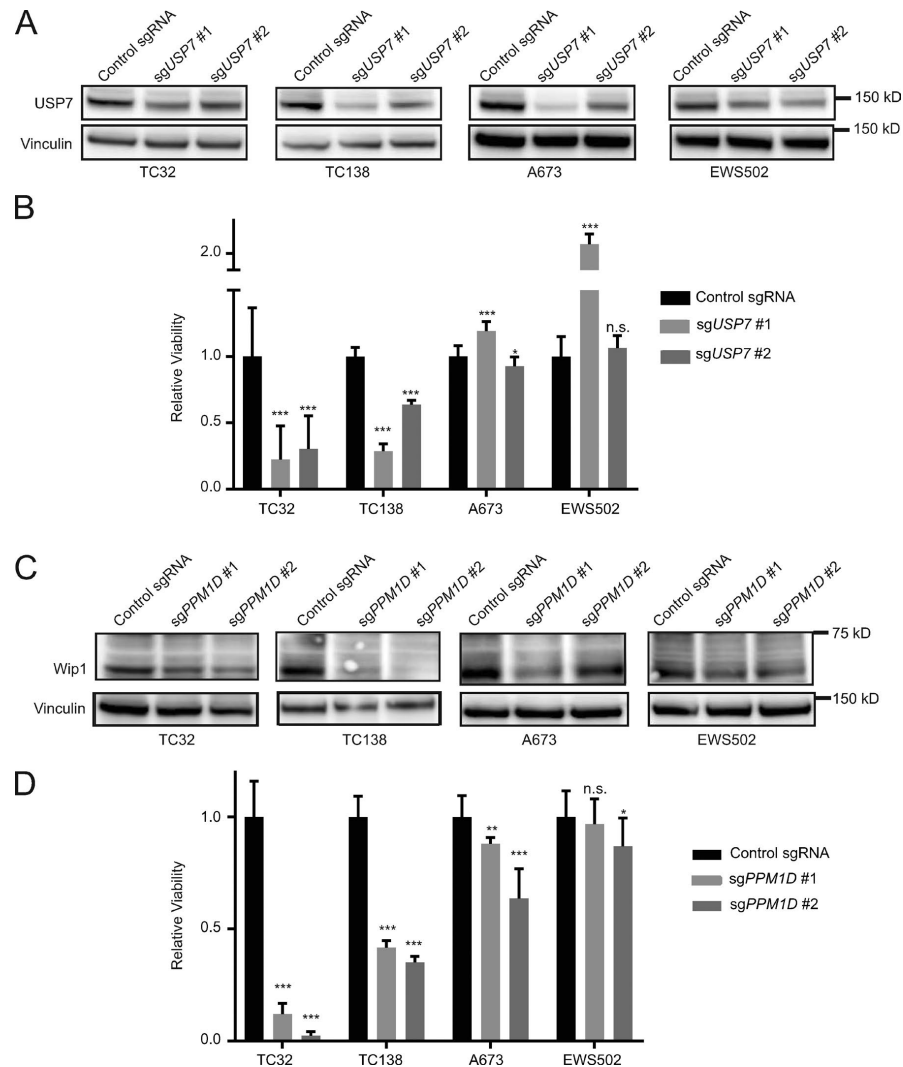 A
Control sgRNA sgUSP7 #1 sgUSP7 #2 Control sgRNA sgUSP7 #1 sgUSP7 #2 Control sgRNA sgUSP7 #1 sgUSP7 #2 Control sgRNA sgUSP7 #1 sgUSP7 #2
USP7 150 kD
Vinculin 150 kD
TC32 TC138 A673 EWS502
B
Relative Viability
2.0
1.0
0.5
0.0
*** ***
*** ***
*** *
*** n.s.
TC32 TC138 A673 EWS502
Control sgRNA
sgUSP7 #1
sgUSP7 #2
C
Control sgRNA sgPPM1D #1 sgPPM1D #2 Control sgRNA sgPPM1D #1 sgPPM1D #2 Control sgRNA sgPPM1D #1 sgPPM1D #2 Control sgRNA sgPPM1D #1 sgPPM1D #2
75 kD
Wip1
Vinculin 150 kD
TC32 TC138 A673 EWS502
D
Relative Viability
1.0
0.5
0.0
*** ***
*** ***
** ***
n.s. *
TC32 TC138 A673 EWS502
Control sgRNA
sgPPM1D #1
sgPPM1D #2